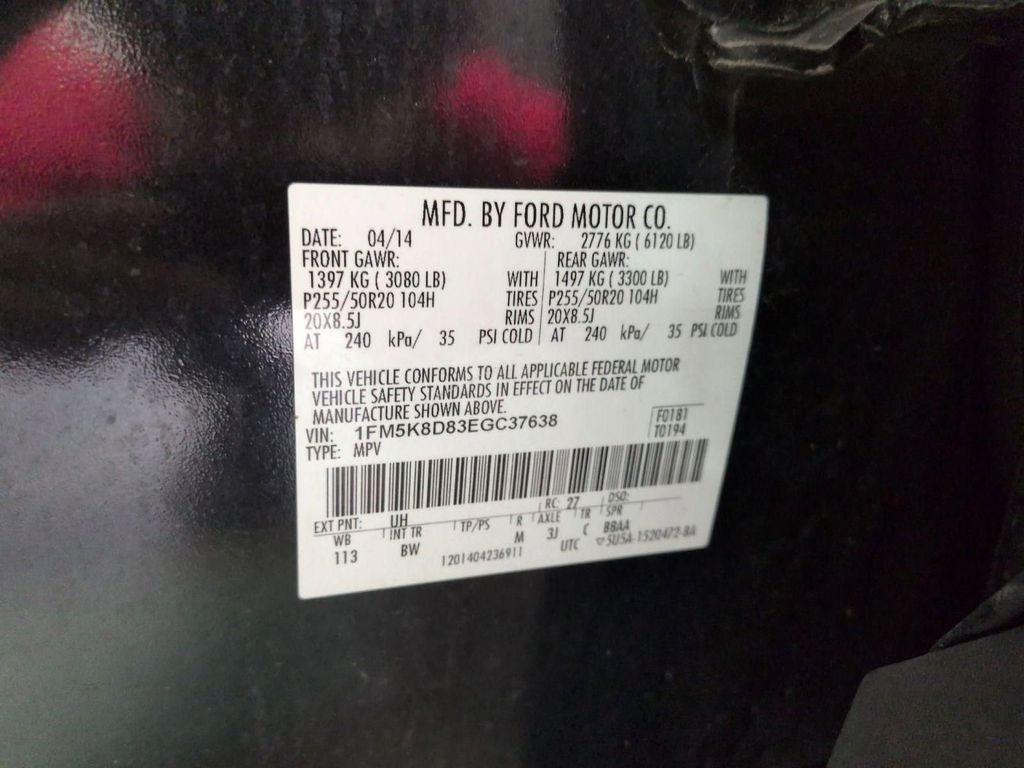 MFD. BY FORD MOTOR CO.
DATE: 04/14 GVWR: 2776 KG ( 6120 LB)
FRONT GAWR: REAR GAWR:
1397 KG ( 3080 LB) WITH 1497 KG ( 3300 LB) WITH
P255/50R20 104H TIRES P255/50R20 104H TIRES
20X8.5J RIMS 20X8.5J RIMS
AT 240 kPa/ 35 PSI COLD AT 240 kPa/ 35 PSI COLD
THIS VEHICLE CONFORMS TO ALL APPLICABLE FEDERAL MOTOR
VEHICLE SAFETY STANDARDS IN EFFECT ON THE DATE OF
MANUFACTURE SHOWN ABOVE.
VIN: 1FM5K8D83EGC37638 F0181
TYPE: MPV T0194
EXT PNT: UH RC: 27 DSO:
WB INT TR TP/PS R AXLE TR SPR
113 BW M 3J C BBAA
1201404236911 UTC ▽5U5A-1520472-BA